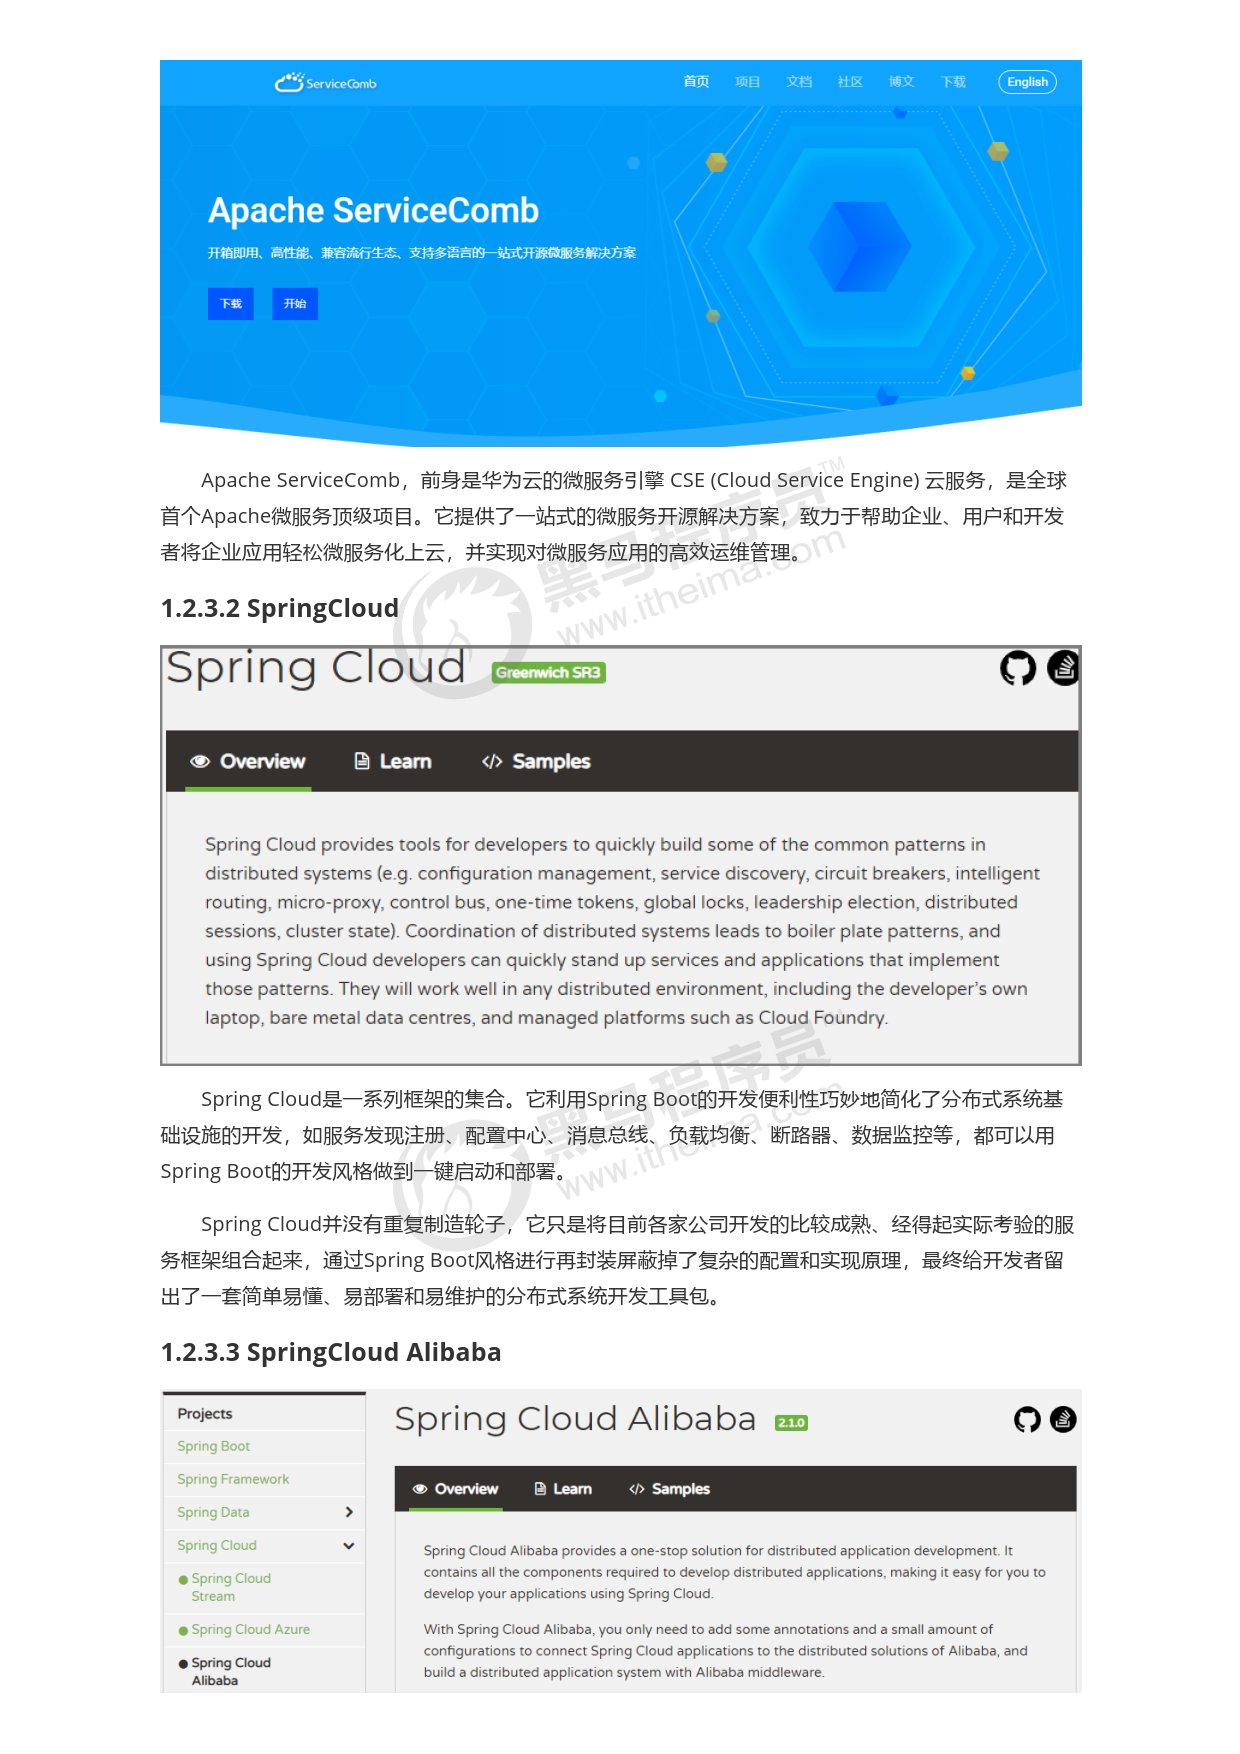 ServiceComb 首页 项目 文档 社区 博文 下载 English
Apache ServiceComb
开箱即用、高性能、兼容流行生态、支持多语言的一站式开源微服务解决方案
下载 开始
Apache ServiceComb，前身是华为云的微服务引擎 CSE (Cloud Service Engine) 云服务，是全球
首个Apache微服务顶级项目。它提供了一站式的微服务开源解决方案，致力于帮助企业、用户和开发
者将企业应用轻松微服务化上云，并实现对微服务应用的高效运维管理。
黑马程序员™
www.itheima.com
1.2.3.2 SpringCloud
Spring Cloud Greenwich SR3
Overview Learn Samples
Spring Cloud provides tools for developers to quickly build some of the common patterns in
distributed systems (e.g. configuration management, service discovery, circuit breakers, intelligent
routing, micro-proxy, control bus, one-time tokens, global locks, leadership election, distributed
sessions, cluster state). Coordination of distributed systems leads to boiler plate patterns, and
using Spring Cloud developers can quickly stand up services and applications that implement
those patterns. They will work well in any distributed environment, including the developer's own
laptop, bare metal data centres, and managed platforms such as Cloud Foundry.
黑马程序员™
www.itheima.com
Spring Cloud是一系列框架的集合。它利用Spring Boot的开发便利性巧妙地简化了分布式系统基
础设施的开发，如服务发现注册、配置中心、消息总线、负载均衡、断路器、数据监控等，都可以用
Spring Boot的开发风格做到一键启动和部署。
Spring Cloud并没有重复制造轮子，它只是将目前各家公司开发的比较成熟、经得起实际考验的服
务框架组合起来，通过Spring Boot风格进行再封装屏蔽掉了复杂的配置和实现原理，最终给开发者留
出了一套简单易懂、易部署和易维护的分布式系统开发工具包。
1.2.3.3 SpringCloud Alibaba
Projects
Spring Boot
Spring Framework
Spring Data
Spring Cloud
Spring Cloud
Stream
Spring Cloud Azure
Spring Cloud
Alibaba
Spring Cloud Alibaba 2.1.0
Overview Learn Samples
Spring Cloud Alibaba provides a one-stop solution for distributed application development. It
contains all the components required to develop distributed applications, making it easy for you to
develop your applications using Spring Cloud.
With Spring Cloud Alibaba, you only need to add some annotations and a small amount of
configurations to connect Spring Cloud applications to the distributed solutions of Alibaba, and
build a distributed application system with Alibaba middleware.